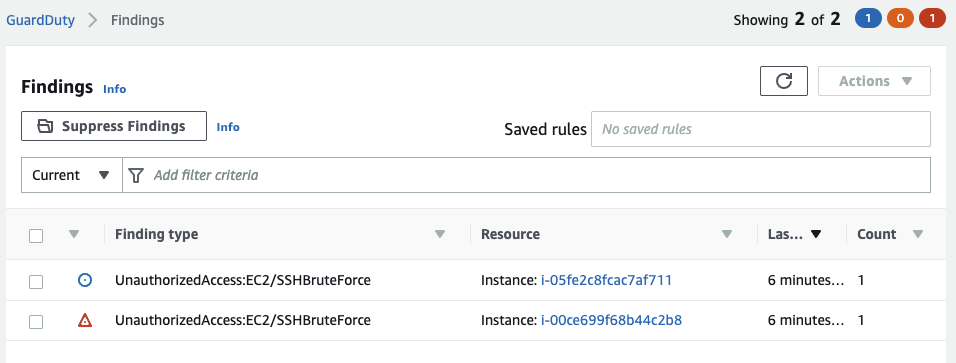 GuardDuty > Findings Showing 2 of 2 1 0 1
Findings Info
Actions
Suppress Findings Info
Saved rules No saved rules
Current Add filter criteria
Finding type Resource Las... Count
UnauthorizedAccess:EC2/SSHBruteForce Instance: i-05fe2c8fcac7af711 6 minutes... 1
UnauthorizedAccess:EC2/SSHBruteForce Instance: i-00ce699f68b44c2b8 6 minutes... 1